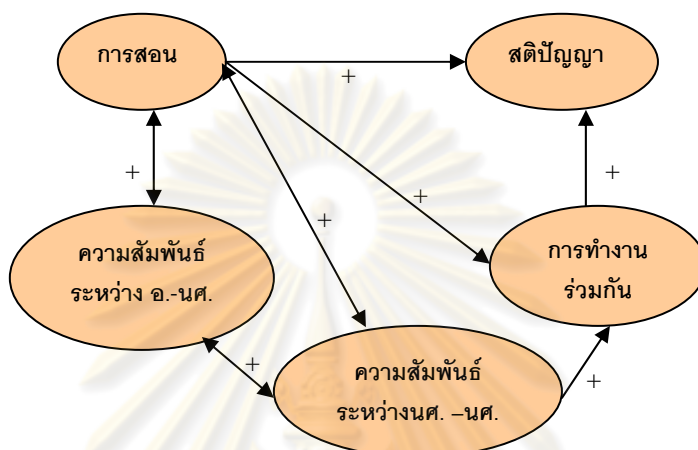 การสอน
สติปัญญา
+
+
+
+
+
ความสัมพันธ์
ระหว่าง อ.-นศ.
การทำงาน
ร่วมกัน
+
+
ความสัมพันธ์
ระหว่างนศ. –นศ.